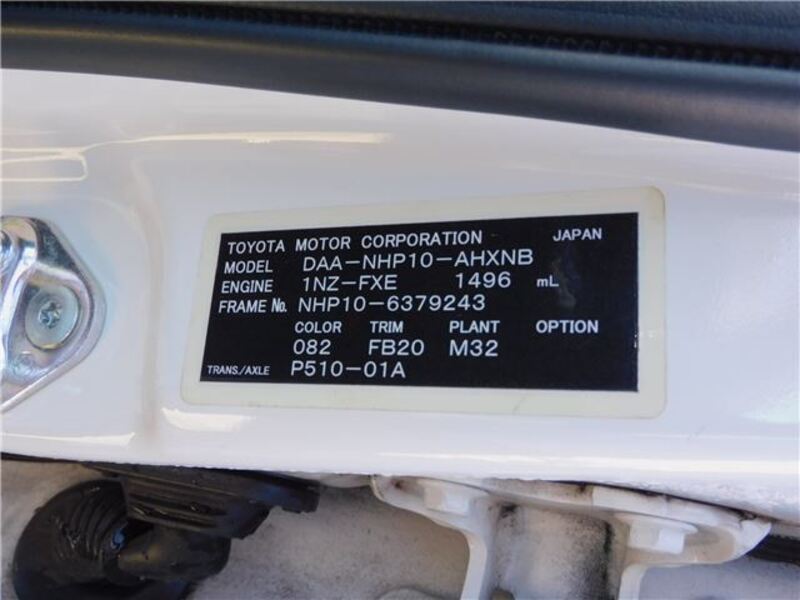 TOYOTA MOTOR CORPORATION JAPAN
MODEL DAA-NHP10-AHXNB
ENGINE 1NZ-FXE 1496 mL
FRAME No. NHP10-6379243
COLOR TRIM PLANT OPTION
082 FB20 M32
TRANS./AXLE P510-01A